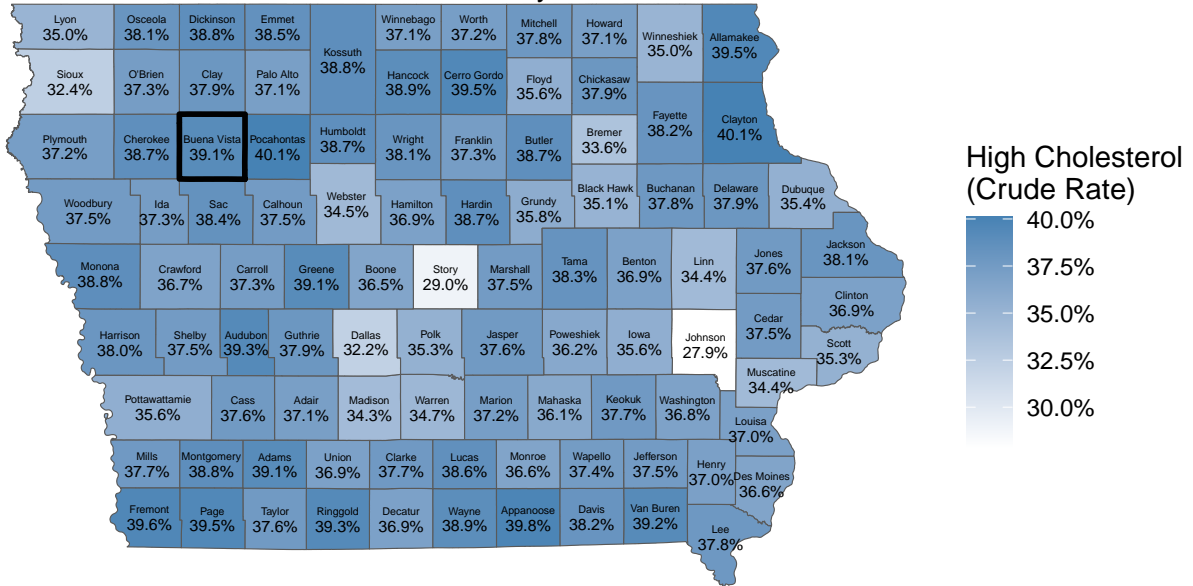 Lyon
35.0%
Osceola
38.1%
Dickinson
38.8%
Emmet
38.5%
Winnebago
37.1%
Worth
37.2%
Mitchell
37.8%
Howard
37.1%
Winneshiek
35.0%
Allamakee
39.5%
Kossuth
38.8%
Sioux
32.4%
O'Brien
37.3%
Clay
37.9%
Palo Alto
37.1%
Hancock
38.9%
Cerro Gordo
39.5%
Floyd
35.6%
Chickasaw
37.9%
Fayette
38.2%
Clayton
40.1%
Plymouth
37.2%
Cherokee
38.7%
Buena Vista
39.1%
Pocahontas
40.1%
Humboldt
38.7%
Wright
38.1%
Franklin
37.3%
Butler
38.7%
Bremer
33.6%
Woodbury
37.5%
Ida
37.3%
Sac
38.4%
Calhoun
37.5%
Webster
34.5%
Hamilton
36.9%
Hardin
38.7%
Grundy
35.8%
Black Hawk
35.1%
Buchanan
37.8%
Delaware
37.9%
Dubuque
35.4%
Monona
38.8%
Crawford
36.7%
Carroll
37.3%
Greene
39.1%
Boone
36.5%
Story
29.0%
Marshall
37.5%
Tama
38.3%
Benton
36.9%
Linn
34.4%
Jones
37.6%
Jackson
38.1%
Clinton
36.9%
Harrison
38.0%
Shelby
37.5%
Audubon
39.3%
Guthrie
37.9%
Dallas
32.2%
Polk
35.3%
Jasper
37.6%
Poweshiek
36.2%
Iowa
35.6%
Johnson
27.9%
Cedar
37.5%
Scott
35.3%
Muscatine
34.4%
Pottawattamie
35.6%
Cass
37.6%
Adair
37.1%
Madison
34.3%
Warren
34.7%
Marion
37.2%
Mahaska
36.1%
Keokuk
37.7%
Washington
36.8%
Louisa
37.0%
Mills
37.7%
Montgomery
38.8%
Adams
39.1%
Union
36.9%
Clarke
37.7%
Lucas
38.6%
Monroe
36.6%
Wapello
37.4%
Jefferson
37.5%
Henry
37.0%
Des Moines
36.6%
Fremont
39.6%
Page
39.5%
Taylor
37.6%
Ringgold
39.3%
Decatur
36.9%
Wayne
38.9%
Appanoose
39.8%
Davis
38.2%
Van Buren
39.2%
Lee
37.8%
High Cholesterol
(Crude Rate)
40.0%
37.5%
35.0%
32.5%
30.0%